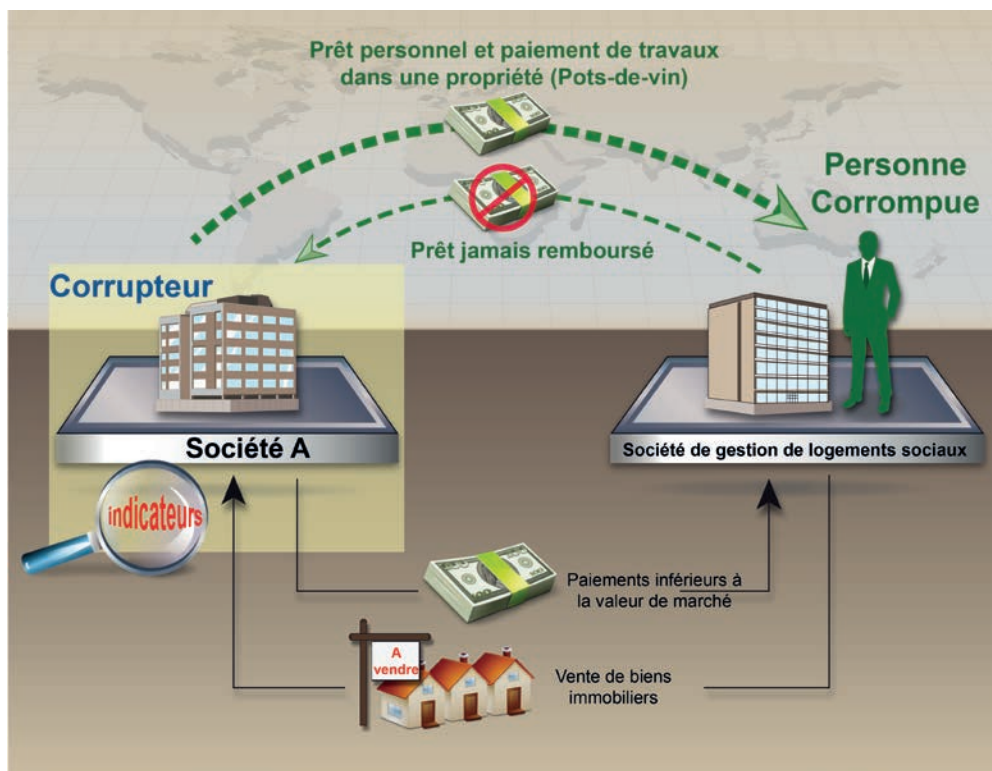 Prêt personnel et paiement de travaux
dans une propriété (Pots-de-vin)
Personne
Corrompue
Prêt jamais remboursé
Corrupteur
Société A
Société de gestion de logements sociaux
indicateurs
Paiements inférieurs à
la valeur de marché
A
vendre
Vente de biens
immobiliers